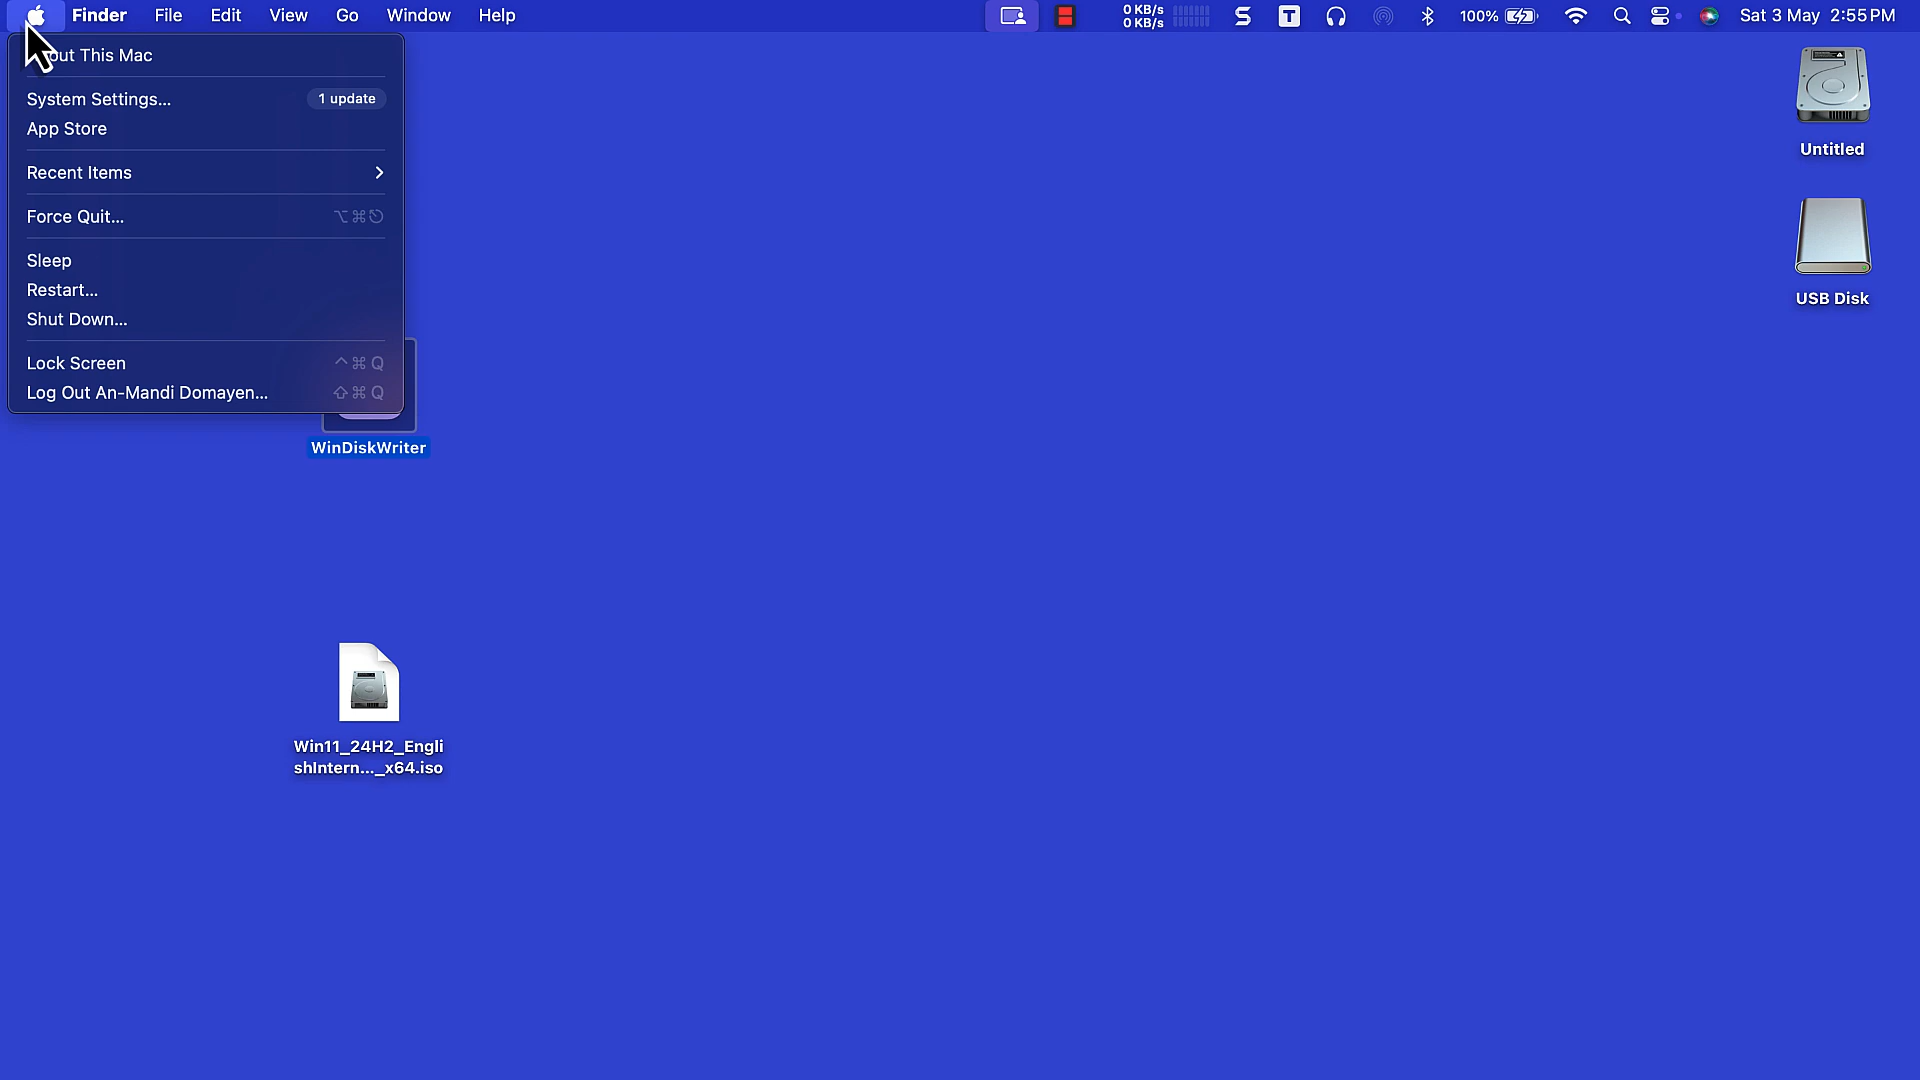 Finder File Edit View Go Window Help 0 KB/s 0 KB/s S T 100% Sat 3 May 2:55 PM
out This Mac
System Settings... 1 update
App Store
Recent Items
Force Quit... ⌥⌘⎋
Sleep
Restart...
Shut Down...
Lock Screen ^⌘Q
Log Out An-Mandi Domayen... ⇧⌘Q
WinDiskWriter
Win11_24H2_Engli
shIntern..._x64.iso
Untitled
USB Disk